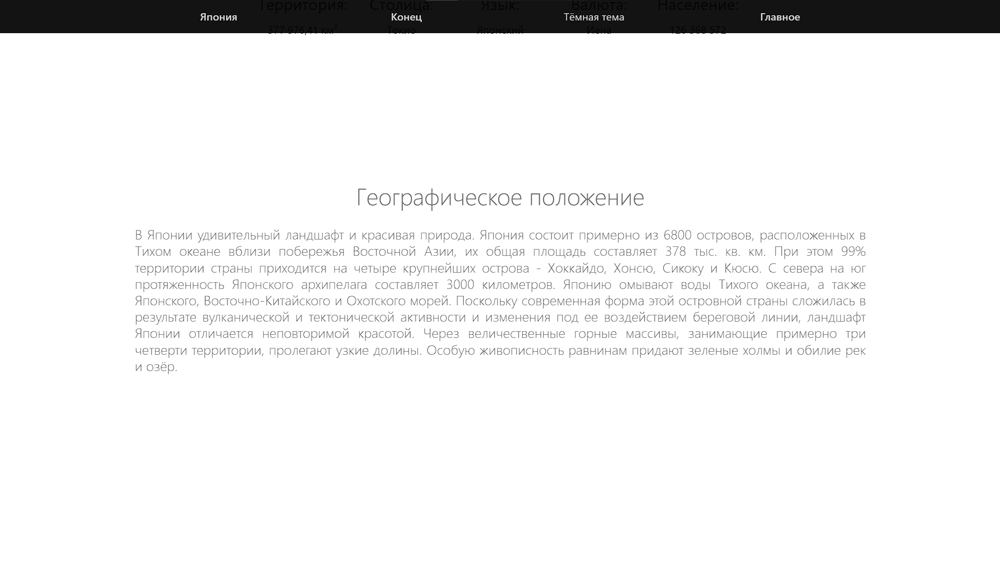 Территория: Столица: Язык: Валюта: Население:
Япония Конец Тёмная тема Главное
377 976,41 км² Токио Японский Иена 126 368 572
Географическое положение
В Японии удивительный ландшафт и красивая природа. Япония состоит примерно из 6800 островов, расположенных в
Тихом океане вблизи побережья Восточной Азии, их общая площадь составляет 378 тыс. кв. км. При этом 99%
территории страны приходится на четыре крупнейших острова - Хоккайдо, Хонсю, Сикоку и Кюсю. С севера на юг
протяженность Японского архипелага составляет 3000 километров. Японию омывают воды Тихого океана, а также
Японского, Восточно-Китайского и Охотского морей. Поскольку современная форма этой островной страны сложилась в
результате вулканической и тектонической активности и изменения под ее воздействием береговой линии, ландшафт
Японии отличается неповторимой красотой. Через величественные горные массивы, занимающие примерно три
четверти территории, пролегают узкие долины. Особую живописность равнинам придают зеленые холмы и обилие рек
и озёр.